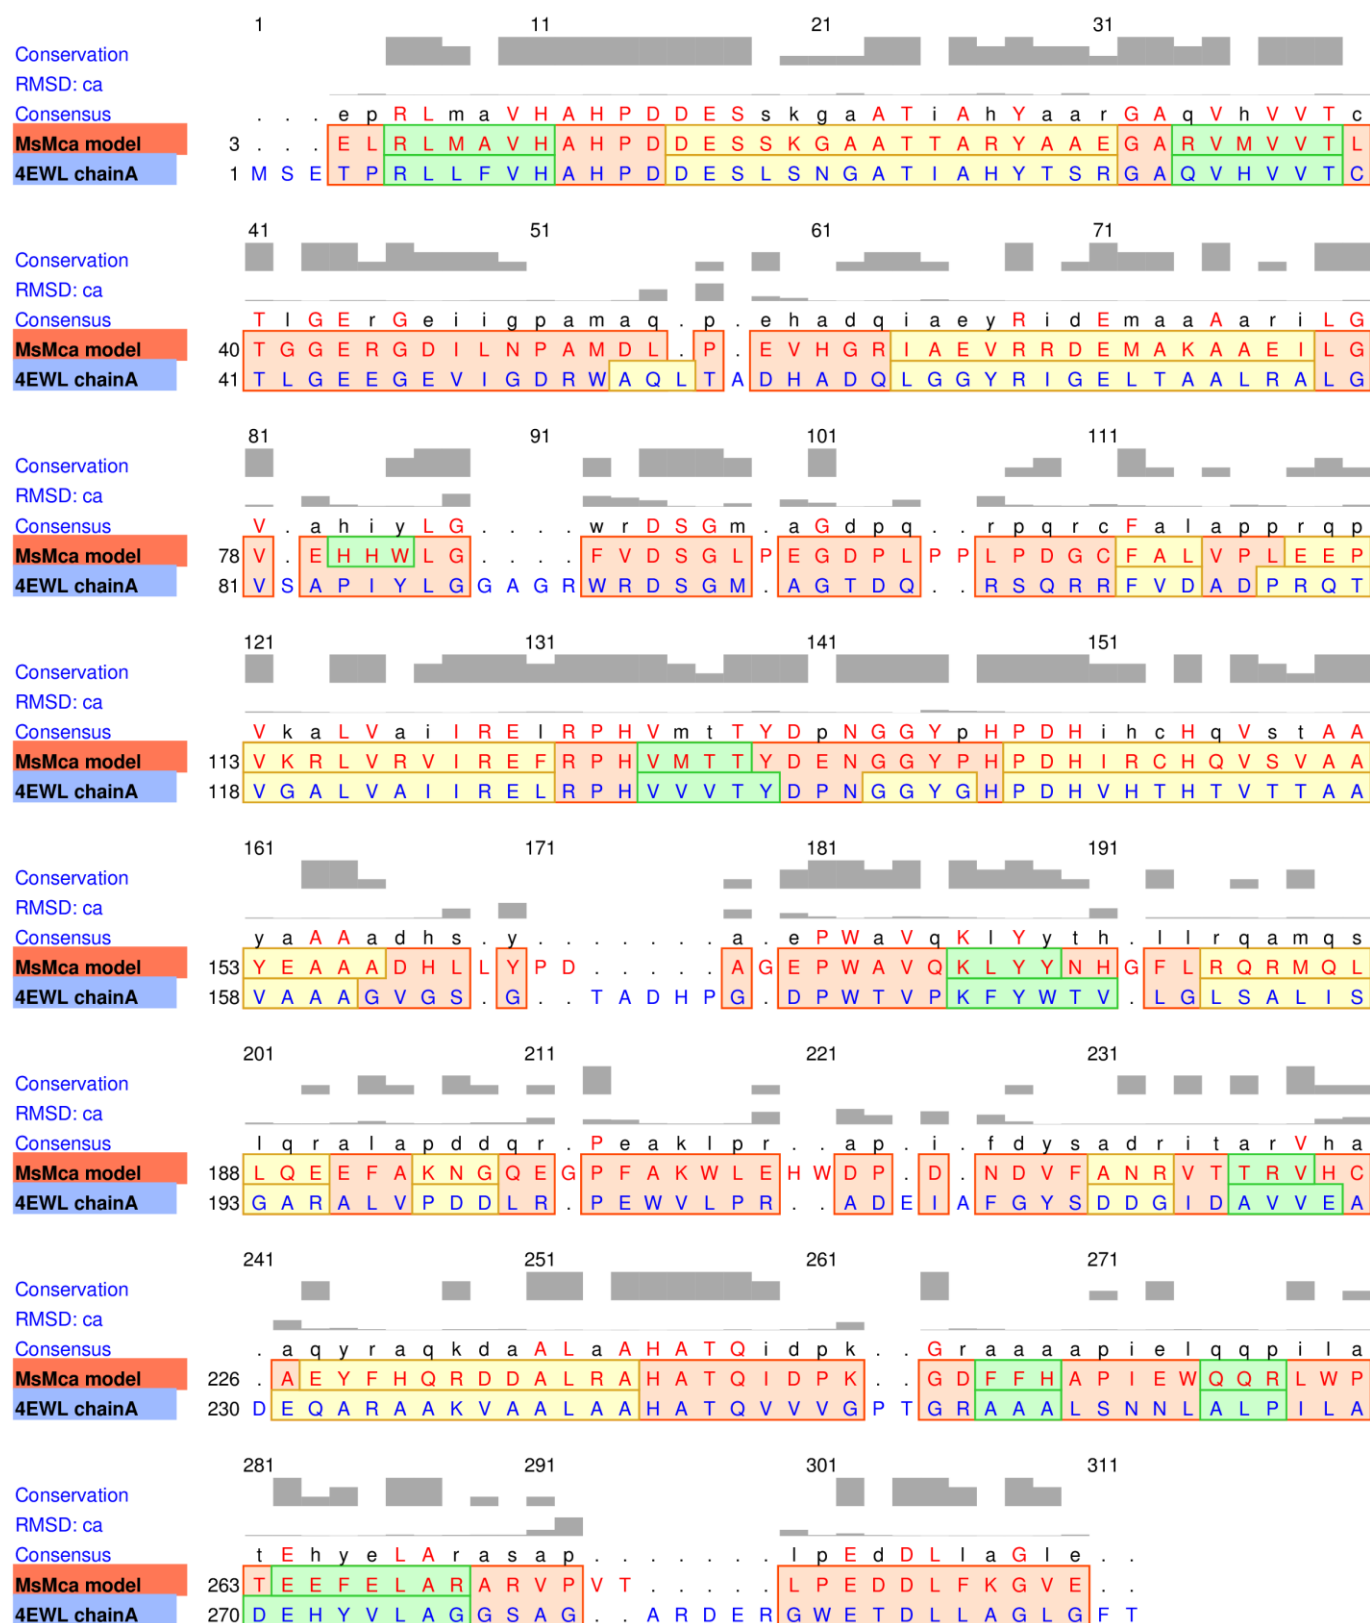 1 11 21 31
Conservation
RMSD: ca
Consensus . . . e p R L m a V H A H P D D E S s k g a A T i A h Y a a r G A q V h V V T c
MsMca model 3 . . . E L R L M A V H A H P D D E S S K G A A T T A R Y A A E G A R V M V V T L
4EWL chainA 1 M S E T P R L L F V H A H P D D E S L S N G A T I A H Y T S R G A Q V H V V T C
41 51 61 71
Conservation
RMSD: ca
Consensus T l G E r G e i i g p a m a q . p . e h a d q i a e y R i d E m a a A a r i L G
MsMca model 40 T G G E R G D I L N P A M D L . P . E V H G R I A E V R R D E M A K A A E I L G
4EWL chainA 41 T L G E E G E V I G D R W A Q L T A D H A D Q L G G Y R I G E L T A A L R A L G
81 91 101 111
Conservation
RMSD: ca
Consensus V . a h i y L G . . . . w r D S G m . a G d p q . . r p q r c F a l a p p r q p
MsMca model 78 V . E H H W L G . . . . F V D S G L P E G D P L P P L P D G C F A L V P L E E P
4EWL chainA 81 V S A P I Y L G G A G R W R D S G M . A G T D Q . . R S Q R R F V D A D P R Q T
121 131 141 151
Conservation
RMSD: ca
Consensus V k a L V a i I R E l R P H V m t T Y D p N G G Y p H P D H i h c H q V s t A A
MsMca model 113 V K R L V R V I R E F R P H V M T T Y D E N G G Y P H P D H I R C H Q V S V A A
4EWL chainA 118 V G A L V A I I R E L R P H V V V T Y D P N G G Y G H P D H V H T H T V T T A A
161 171 181 191
Conservation
RMSD: ca
Consensus y a A A a d h s . y . . . . . . . a . e P W a V q K l Y y t h . l l r q a m q s
MsMca model 153 Y E A A A D H L L Y P D . . . . . A G E P W A V Q K L Y Y N H G F L R Q R M Q L
4EWL chainA 158 V A A A G V G S . G . . T A D H P G . D P W T V P K F Y W T V . L G L S A L I S
201 211 221 231
Conservation
RMSD: ca
Consensus l q r a l a p d d q r . P e a k l p r . . a p . i . f d y s a d r i t a r V h a
MsMca model 188 L Q E E F A K N G Q E G P F A K W L E H W D P . D . N D V F A N R V T T R V H C
4EWL chainA 193 G A R A L V P D D L R . P E W V L P R . . A D E I A F G Y S D D G I D A V V E A
241 251 261 271
Conservation
RMSD: ca
Consensus . a q y r a q k d a A L a A H A T Q i d p k . . G r a a a a p i e l q q p i l a
MsMca model 226 . A E Y F H Q R D D A L R A H A T Q I D P K . . G D F F H A P I E W Q Q R L W P
4EWL chainA 230 D E Q A R A A K V A A L A A H A T Q V V V G P T G R A A A L S N N L A L P I L A
281 291 301 311
Conservation
RMSD: ca
Consensus t E h y e L A r a s a p . . . . . . . l p E d D L l a G l e . .
MsMca model 263 T E E F E L A R A R V P V T . . . . . L P E D D L F K G V E . .
4EWL chainA 270 D E H Y V L A G G S A G . . A R D E R G W E T D L L A G L G F T